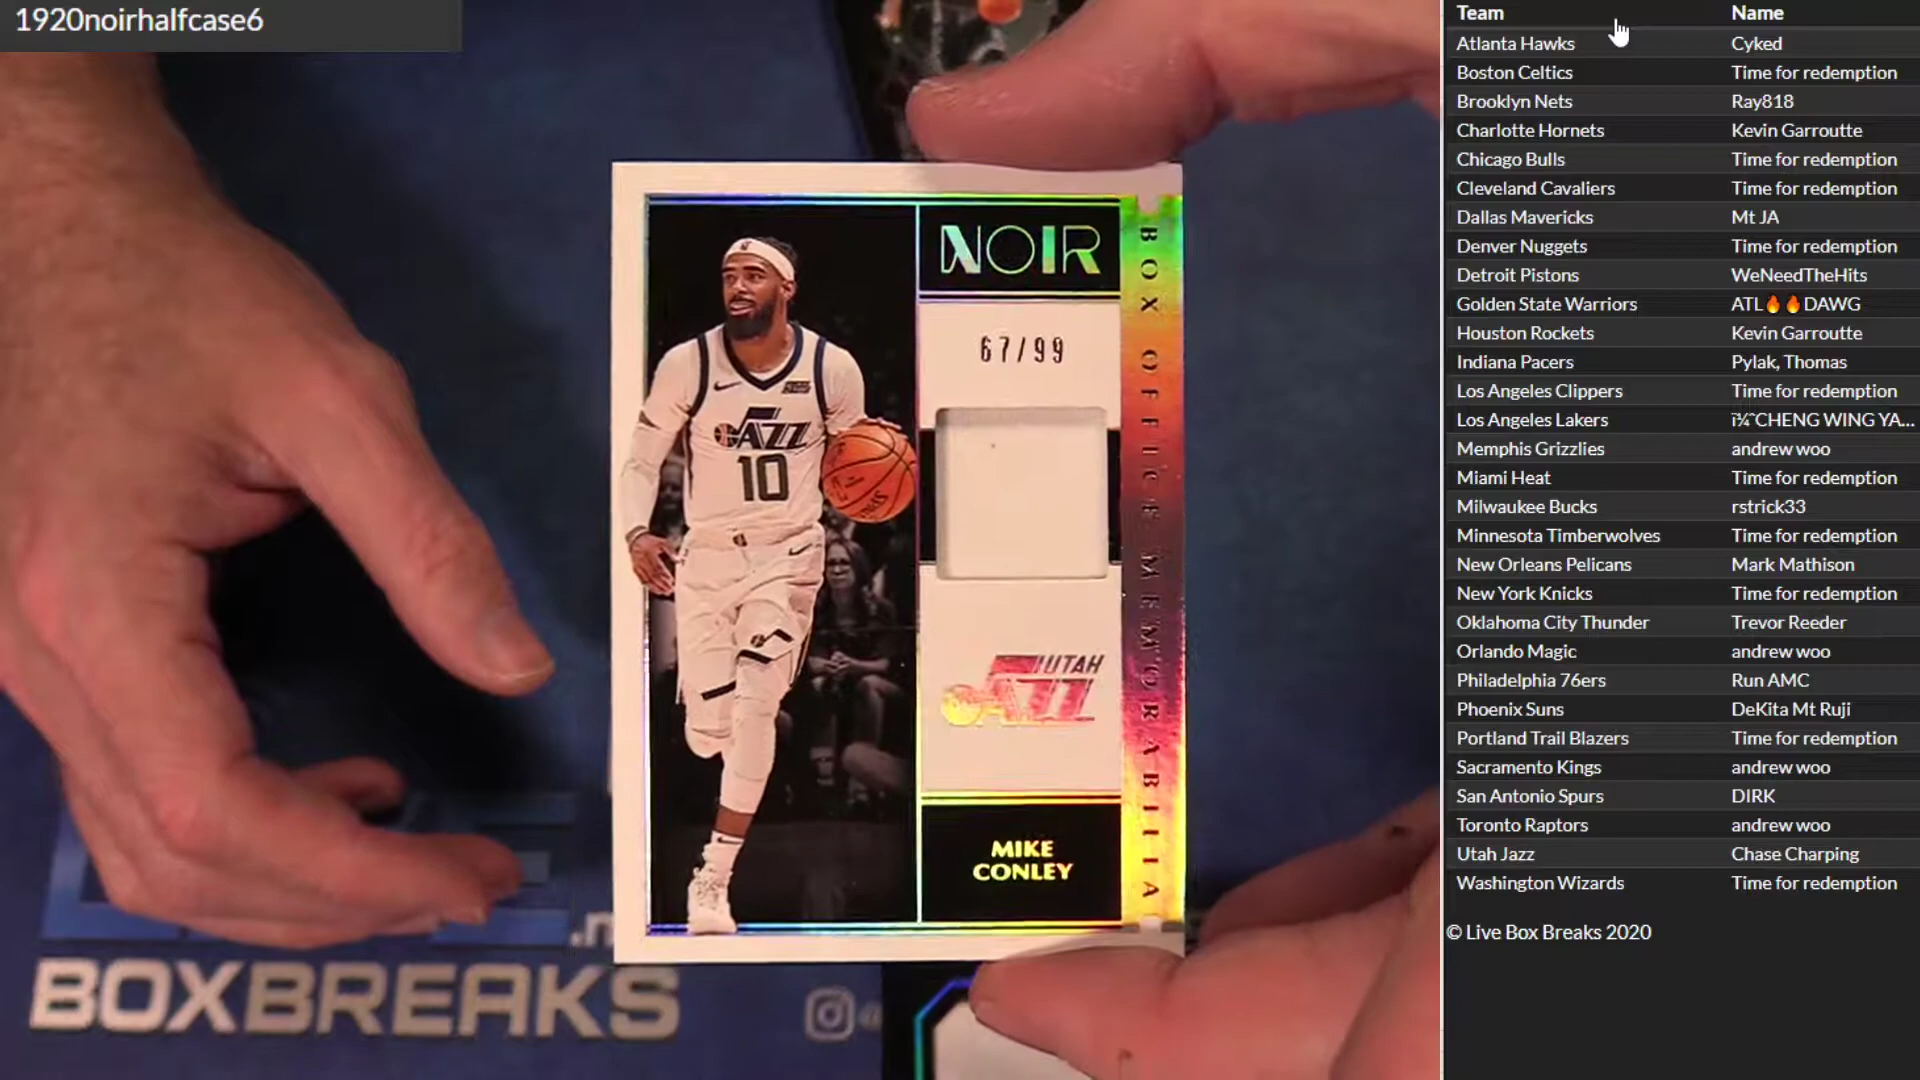 1920noirhalfcase6
NOIR
67/99
BOX OFFICE MEMORABILIA
JAZZ
10
UTAH
JAZZ
MIKE
CONLEY
BOXBREAKS
Team Name
Atlanta Hawks Cyked
Boston Celtics Time for redemption
Brooklyn Nets Ray818
Charlotte Hornets Kevin Garroutte
Chicago Bulls Time for redemption
Cleveland Cavaliers Time for redemption
Dallas Mavericks Mt JA
Denver Nuggets Time for redemption
Detroit Pistons WeNeedTheHits
Golden State Warriors ATL🔥🔥DAWG
Houston Rockets Kevin Garroutte
Indiana Pacers Pylak, Thomas
Los Angeles Clippers Time for redemption
Los Angeles Lakers CHENG WING YA...
Memphis Grizzlies andrew woo
Miami Heat Time for redemption
Milwaukee Bucks rstrick33
Minnesota Timberwolves Time for redemption
New Orleans Pelicans Mark Mathison
New York Knicks Time for redemption
Oklahoma City Thunder Trevor Reeder
Orlando Magic andrew woo
Philadelphia 76ers Run AMC
Phoenix Suns DeKita Mt Ruji
Portland Trail Blazers Time for redemption
Sacramento Kings andrew woo
San Antonio Spurs DIRK
Toronto Raptors andrew woo
Utah Jazz Chase Charping
Washington Wizards Time for redemption
© Live Box Breaks 2020